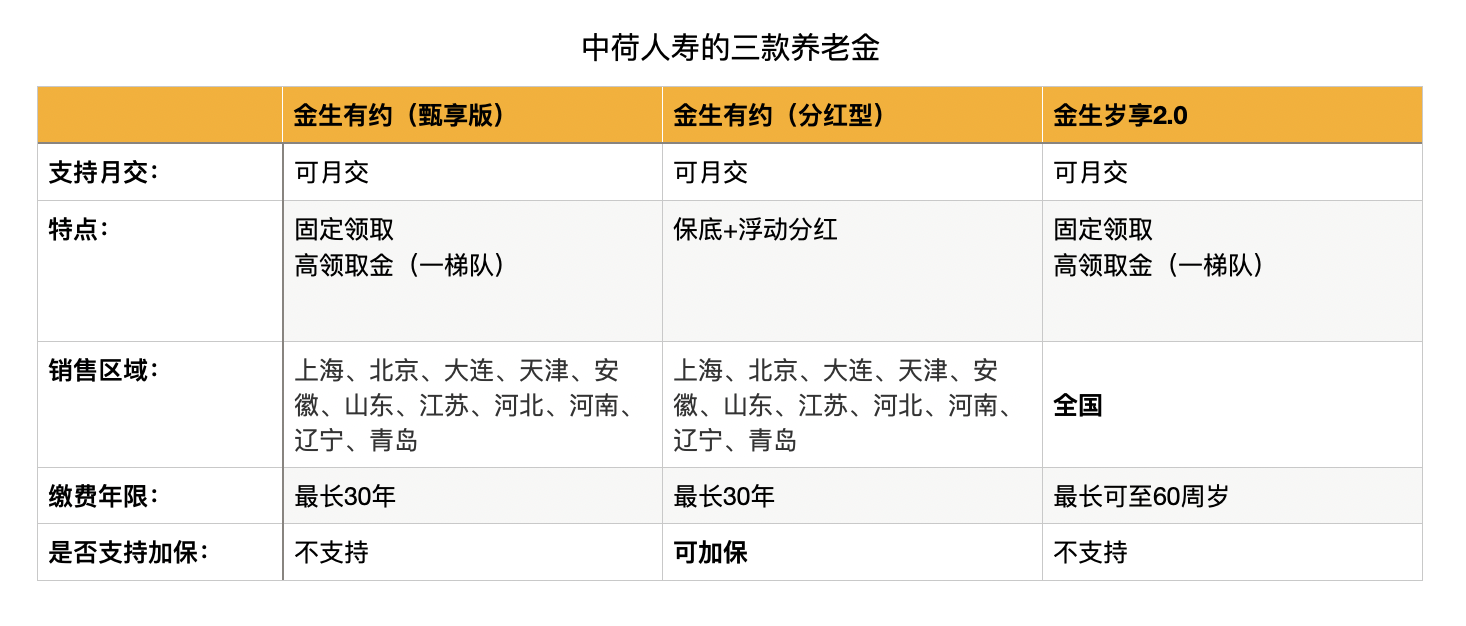 中荷人寿的三款养老金
金生有约（甄享版）
金生有约（分红型）
金生岁享2.0
支持月交：
可月交
可月交
可月交
特点：
固定领取
高领取金（一梯队）
保底+浮动分红
固定领取
高领取金（一梯队）
销售区域：
上海、北京、大连、天津、安
徽、山东、江苏、河北、河南、
辽宁、青岛
上海、北京、大连、天津、安
徽、山东、江苏、河北、河南、
辽宁、青岛
全国
缴费年限：
最长30年
最长30年
最长可至60周岁
是否支持加保：
不支持
可加保
不支持